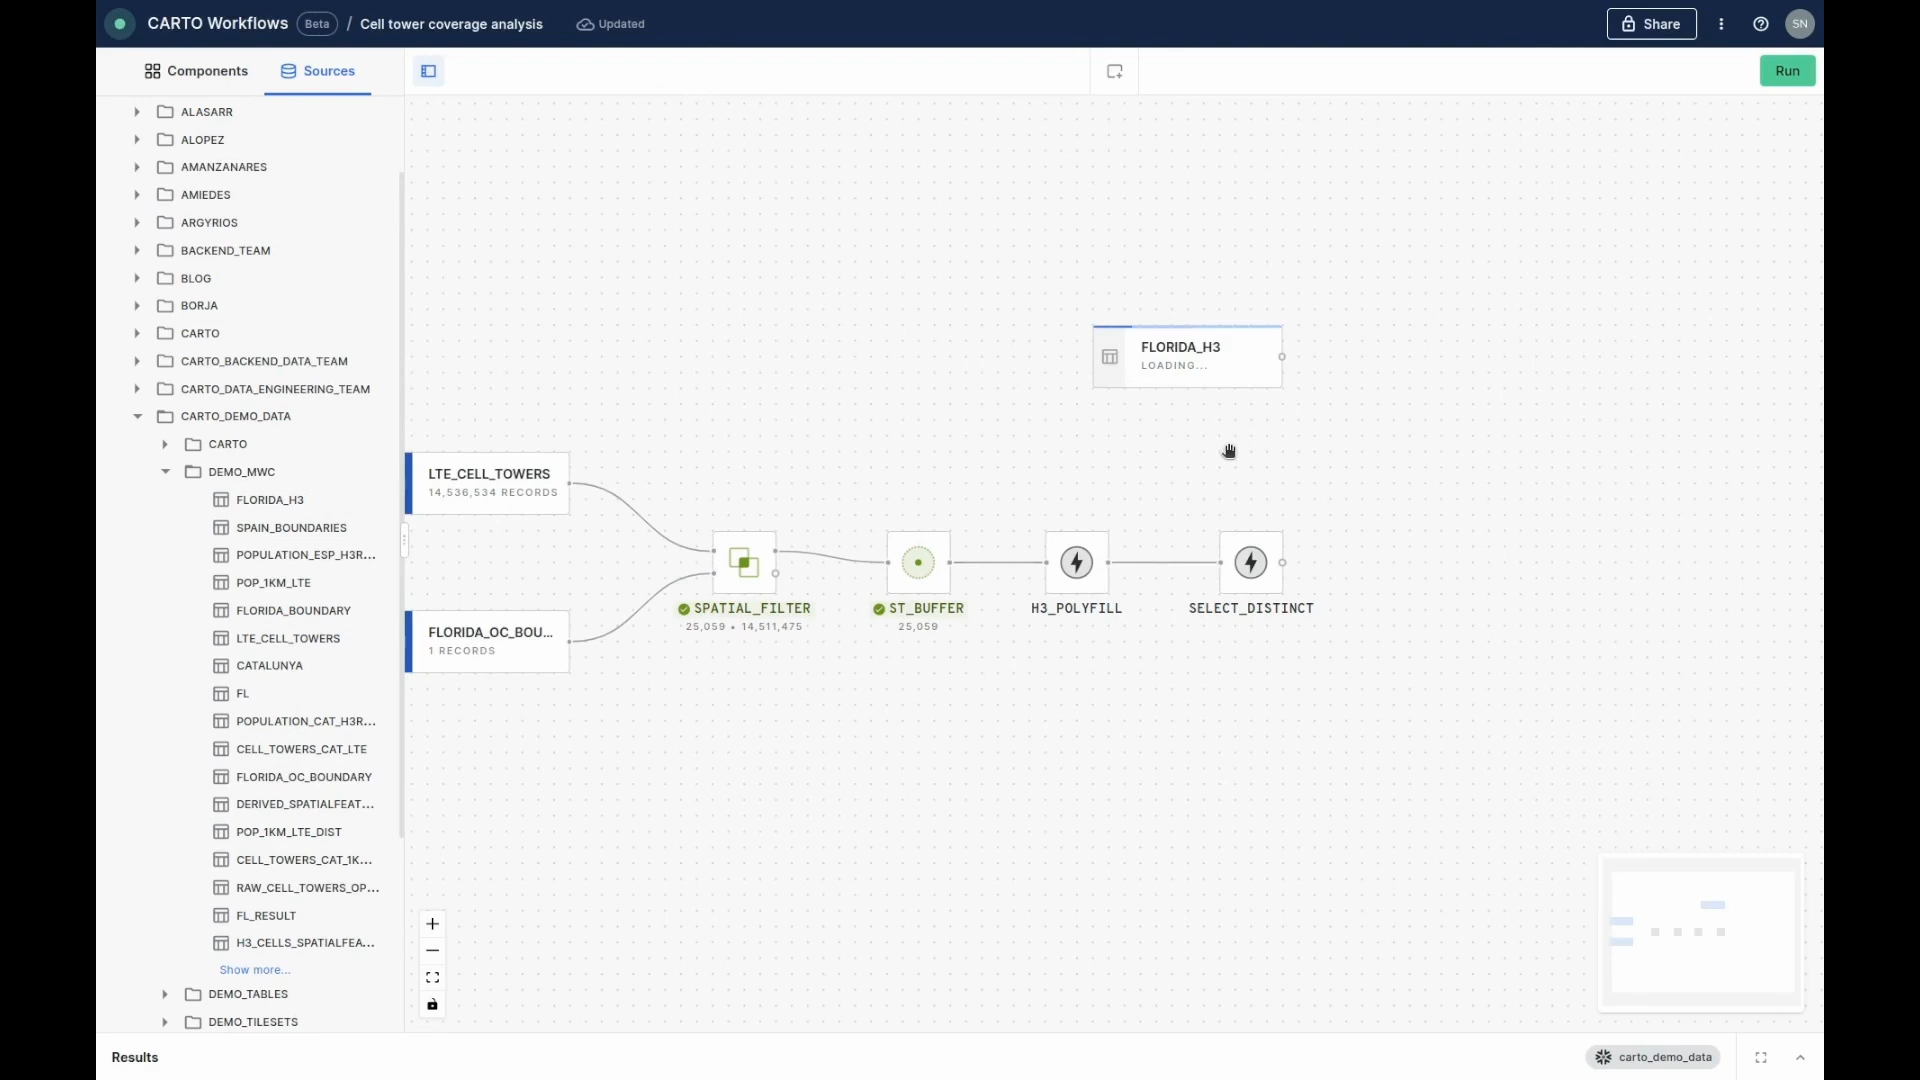 CARTO Workflows Beta / Cell tower coverage analysis Updated
Share
SN
Components
Sources
Run
ALASARR
ALOPEZ
AMANZANARES
AMIEDES
ARGYRIOS
BACKEND_TEAM
BLOG
BORJA
CARTO
CARTO_BACKEND_DATA_TEAM
CARTO_DATA_ENGINEERING_TEAM
CARTO_DEMO_DATA
CARTO
DEMO_MWC
FLORIDA_H3
SPAIN_BOUNDARIES
POPULATION_ESP_H3R...
POP_1KM_LTE
FLORIDA_BOUNDARY
LTE_CELL_TOWERS
CATALUNYA
FL
POPULATION_CAT_H3R...
CELL_TOWERS_CAT_LTE
FLORIDA_OC_BOUNDARY
DERIVED_SPATIALFEAT...
POP_1KM_LTE_DIST
CELL_TOWERS_CAT_1K...
RAW_CELL_TOWERS_OP...
FL_RESULT
H3_CELLS_SPATIALFEA...
Show more...
DEMO_TABLES
DEMO_TILESETS
FLORIDA_H3
LOADING...
LTE_CELL_TOWERS
14,536,534 RECORDS
FLORIDA_OC_BOU...
1 RECORDS
SPATIAL_FILTER
25,059 • 14,511,475
ST_BUFFER
25,059
H3_POLYFILL
SELECT_DISTINCT
Results
carto_demo_data